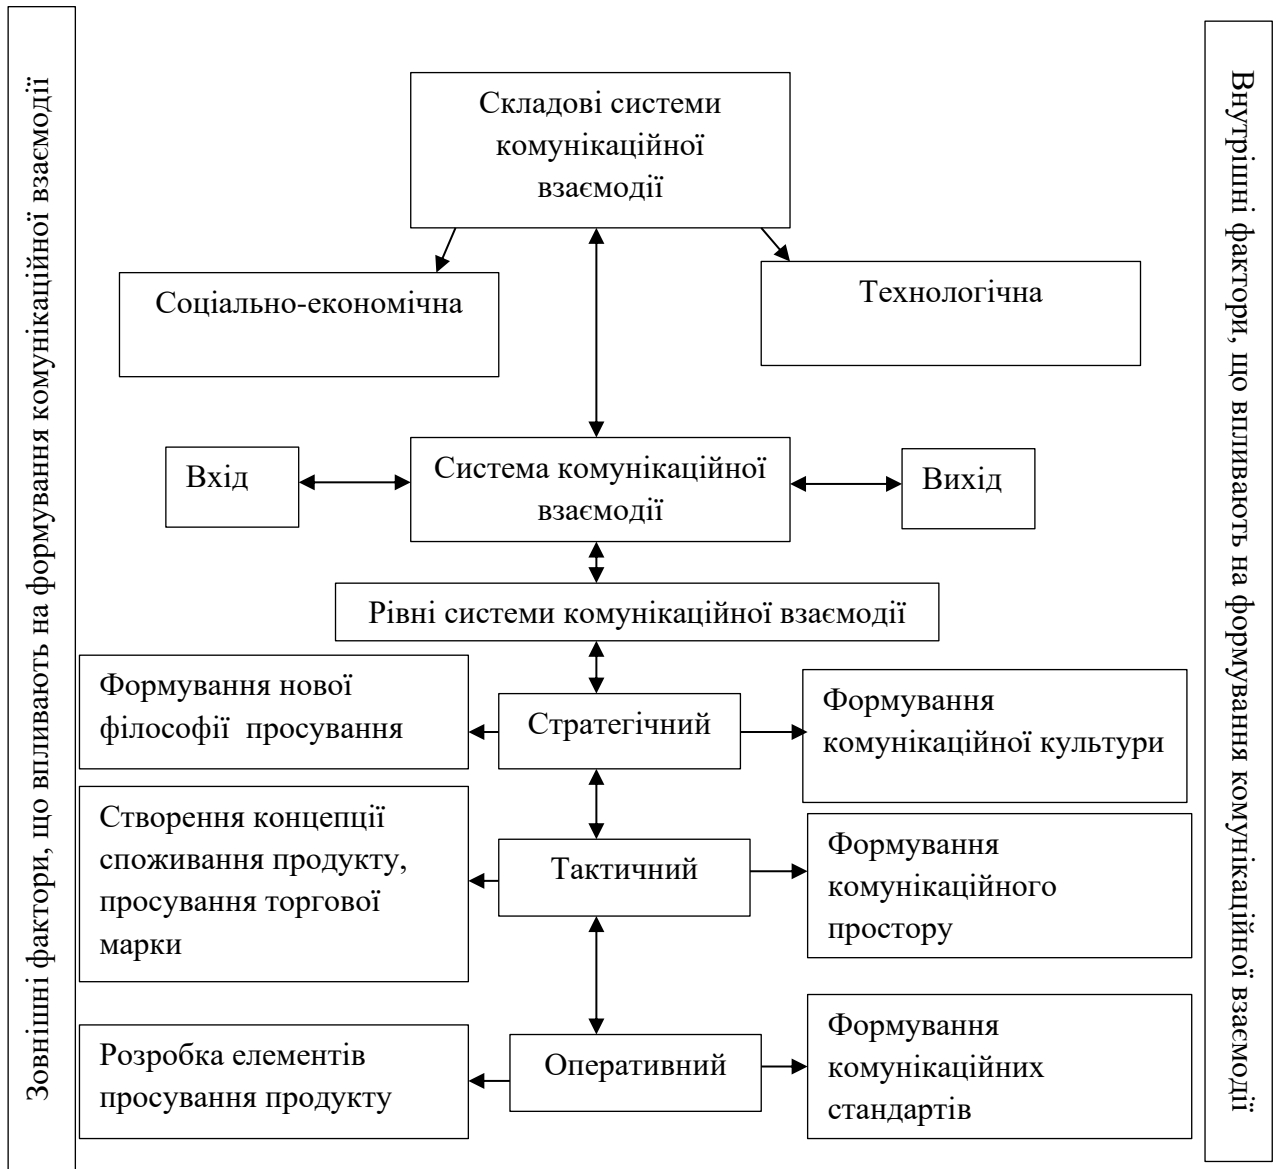 Зовнішні фактори, що впливають на формування комунікаційної взаємодії
Складові системи
комунікаційної
взаємодії
Соціально-економічна
Технологічна
Вхід
Система комунікаційної
взаємодії
Вихід
Рівні системи комунікаційної взаємодії
Формування нової
філософії просування
Стратегічний
Формування
комунікаційної культури
Створення концепції
споживання продукту,
просування торгової
марки
Тактичний
Формування
комунікаційного
простору
Розробка елементів
просування продукту
Оперативний
Формування
комунікаційних
стандартів
Внутрішні фактори, що впливають на формування комунікаційної взаємодії